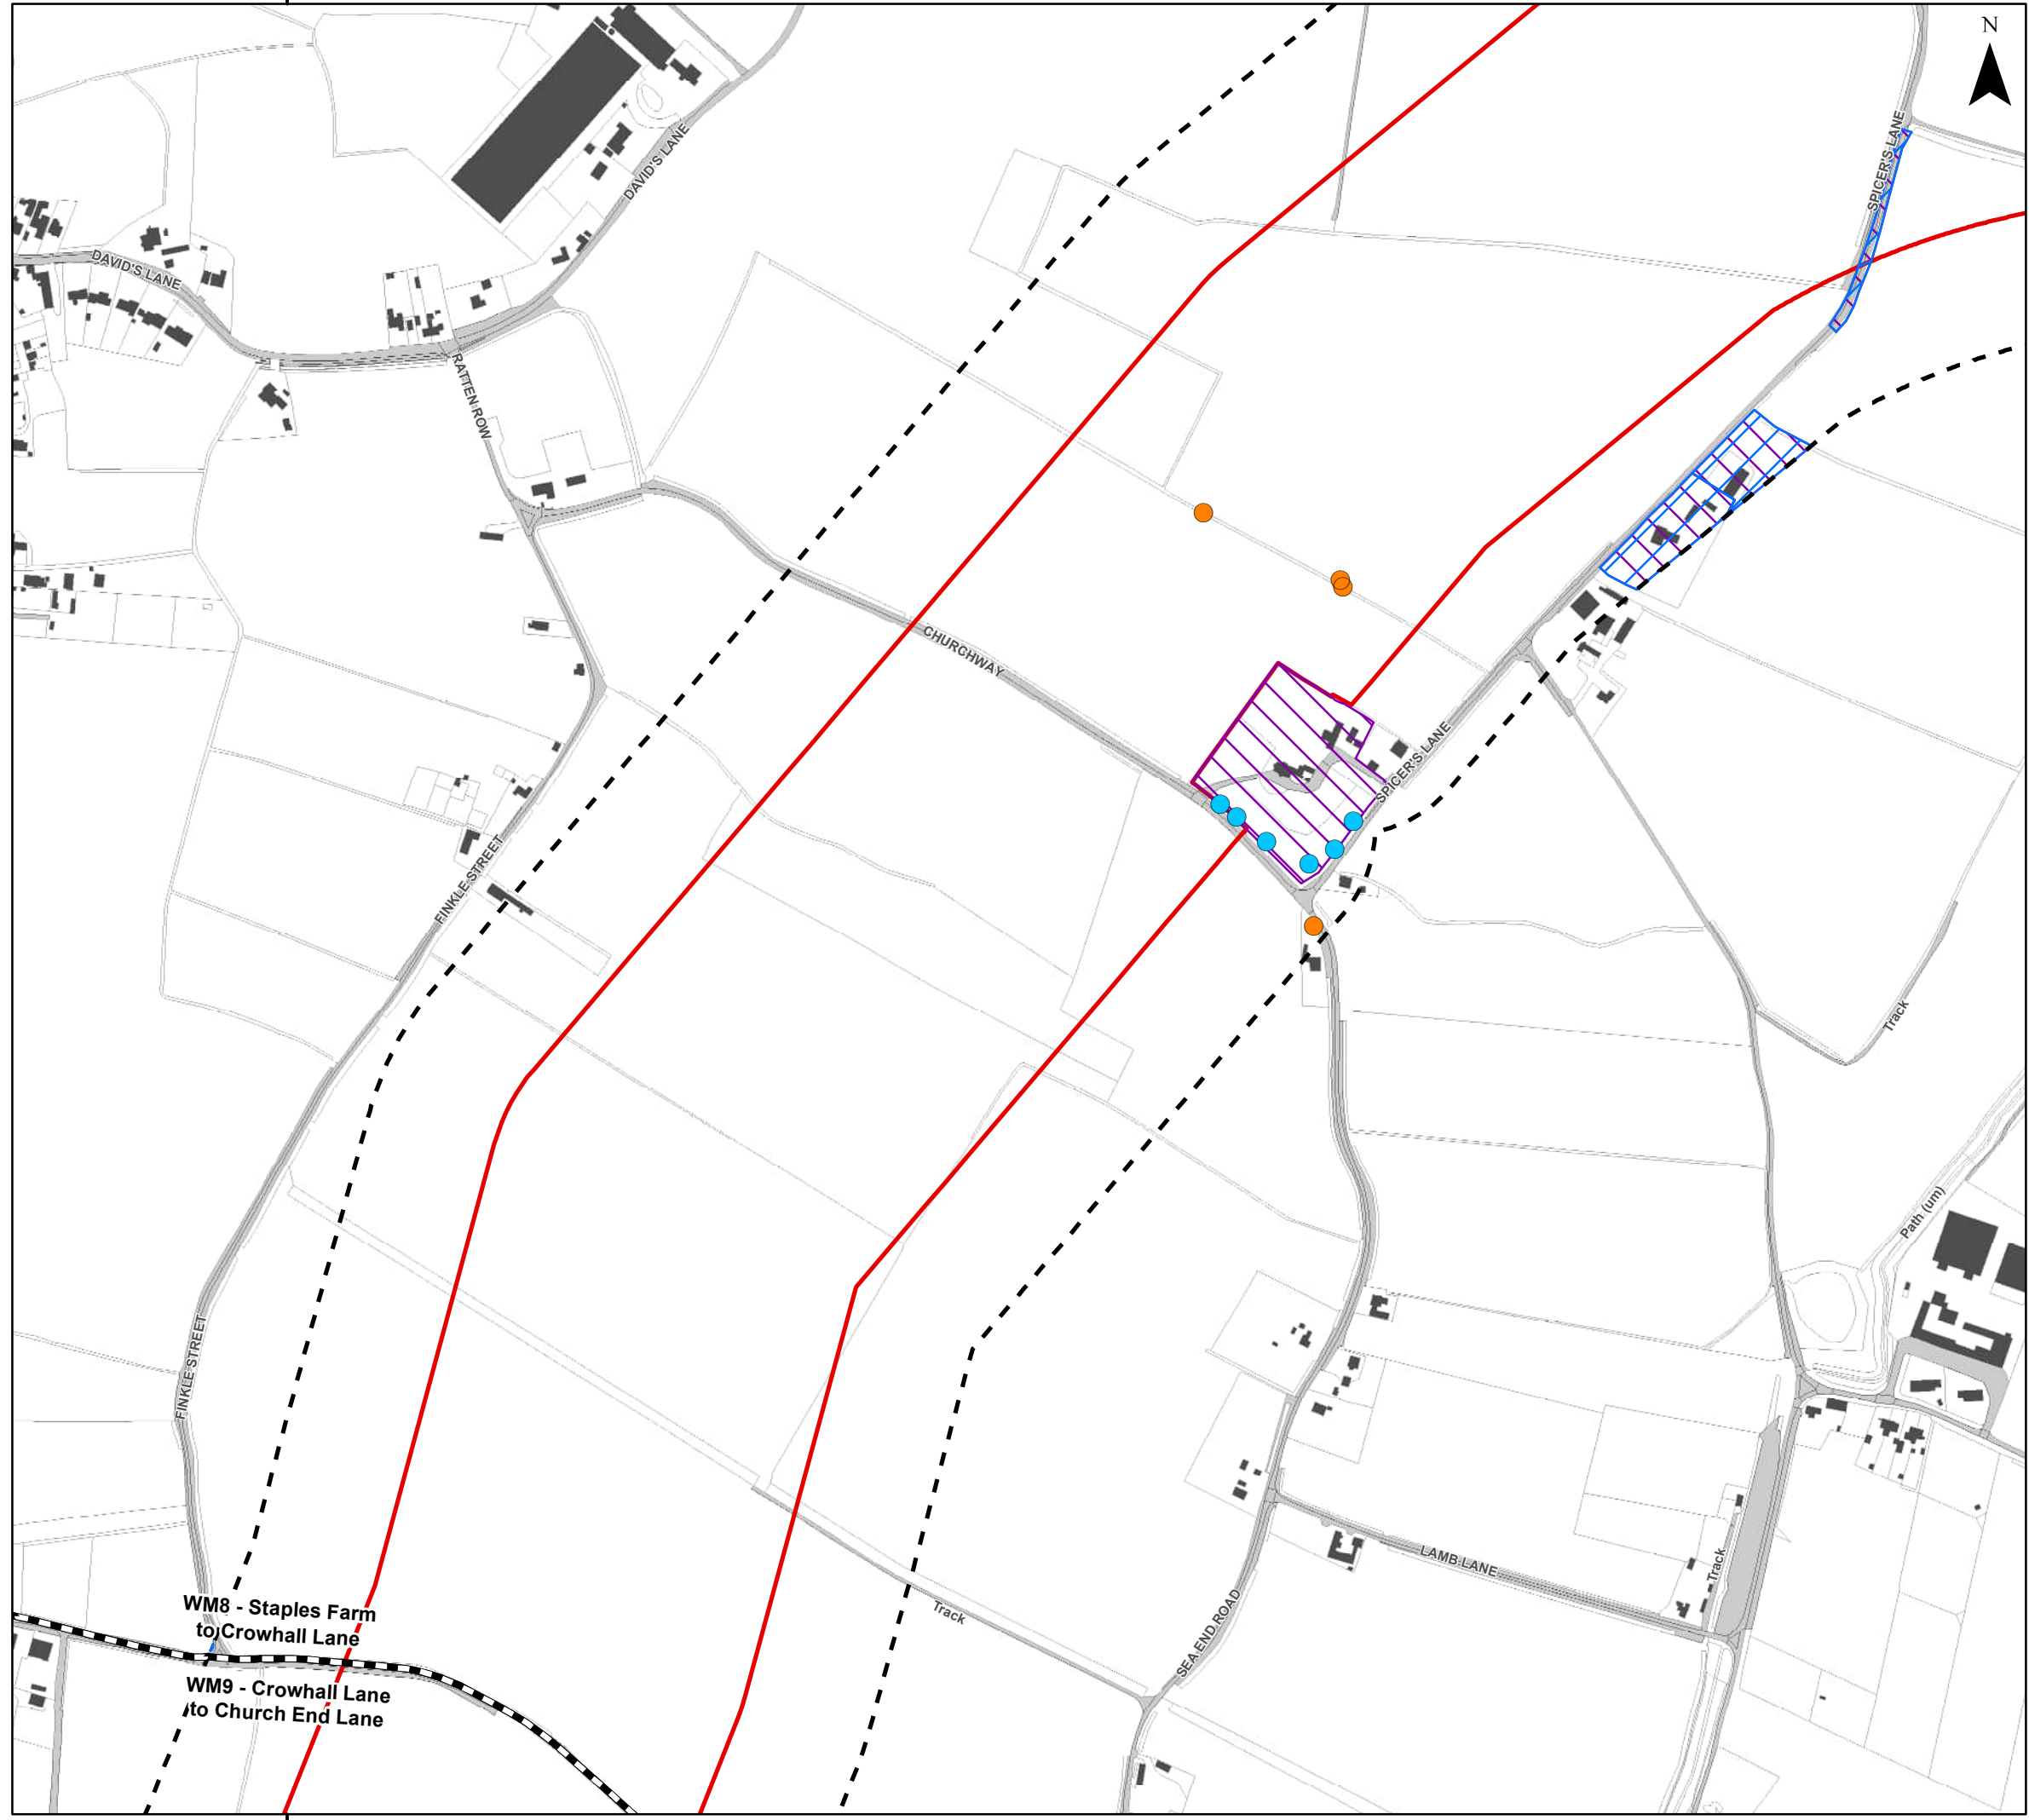 N
DAVID'S LANE
SPICER'S LANE
DAVID'S LANE
RATTEN ROW
CHURCHWAY
SPICER'S LANE
FINKLE STREET
Track
Path (um)
FINKLE STREET
LAMB LANE
Track
Track
SEA END ROAD
WM8 - Staples Farm
to Crowhall Lane
WM9 - Crowhall Lane
to Church End Lane